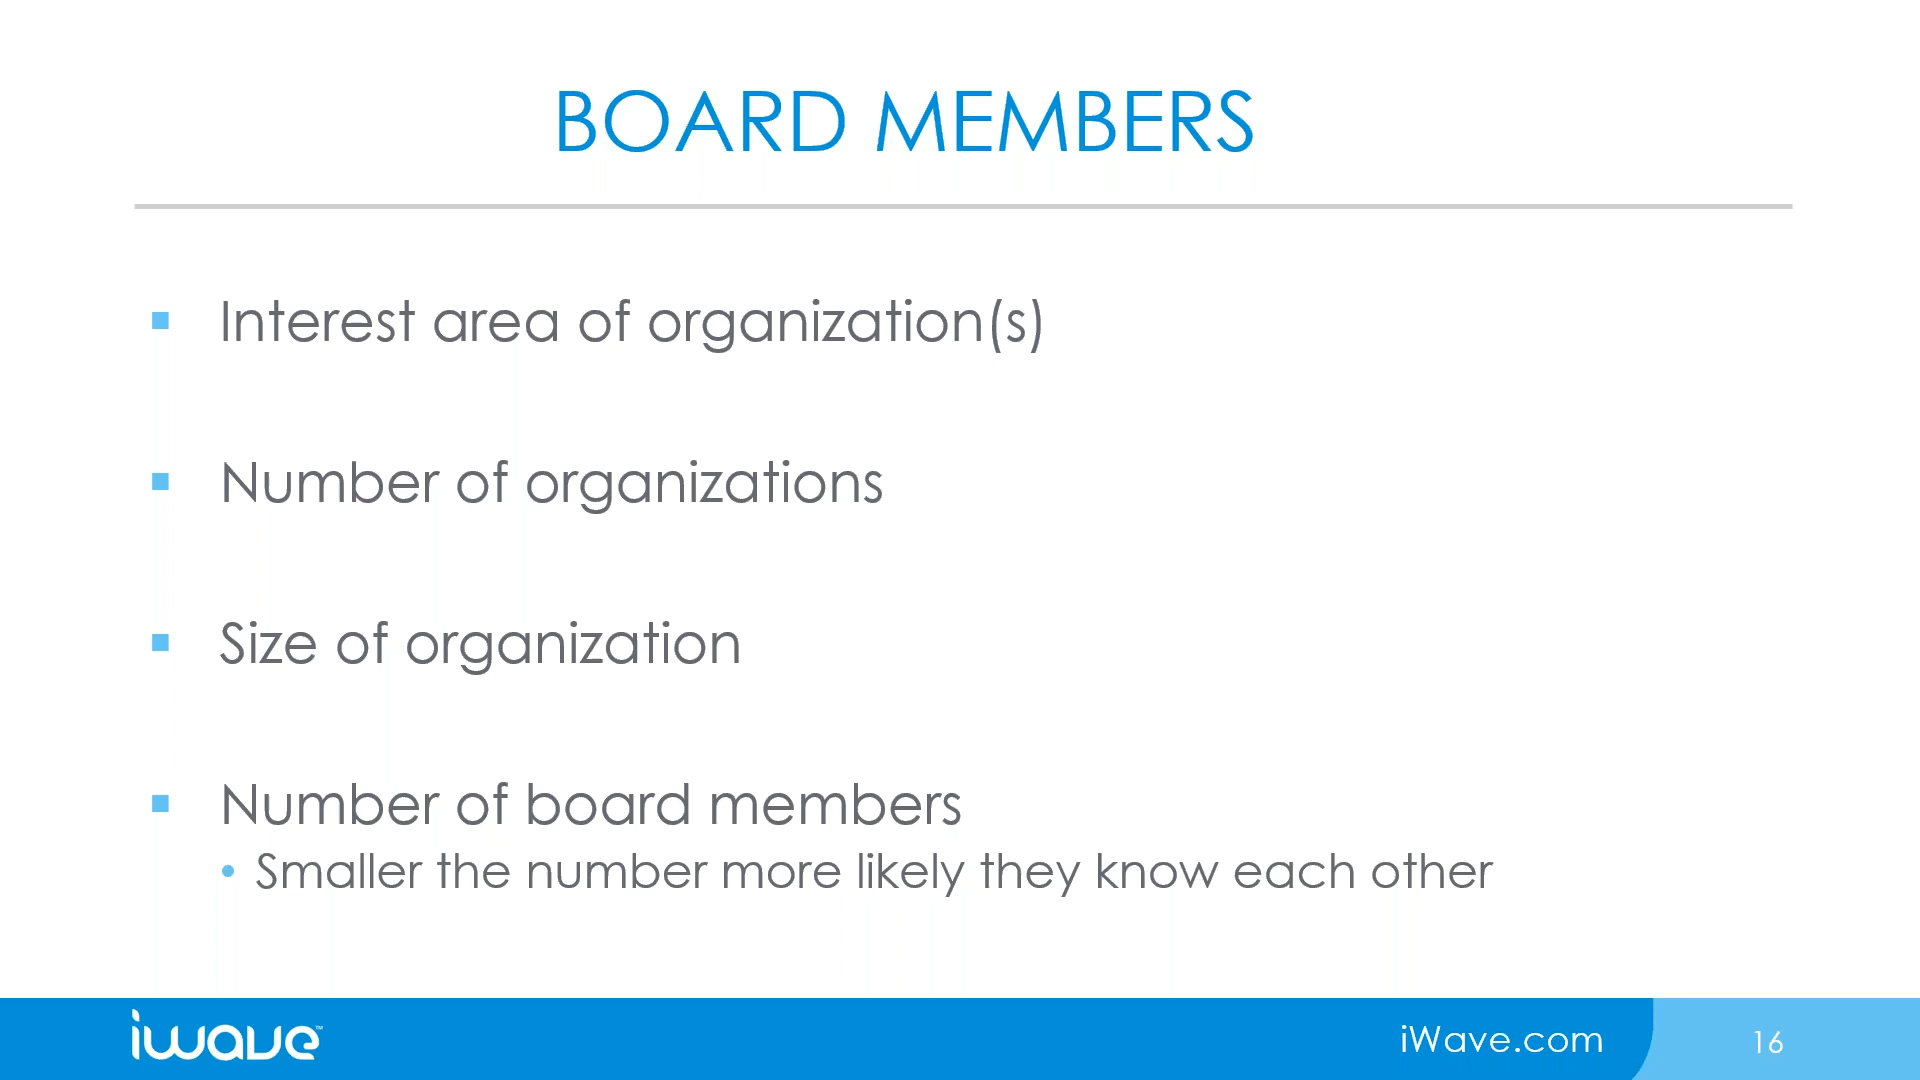 BOARD MEMBERS
▪ Interest area of organization(s)
▪ Number of organizations
▪ Size of organization
▪ Number of board members
• Smaller the number more likely they know each other
iwave™
iWave.com
16